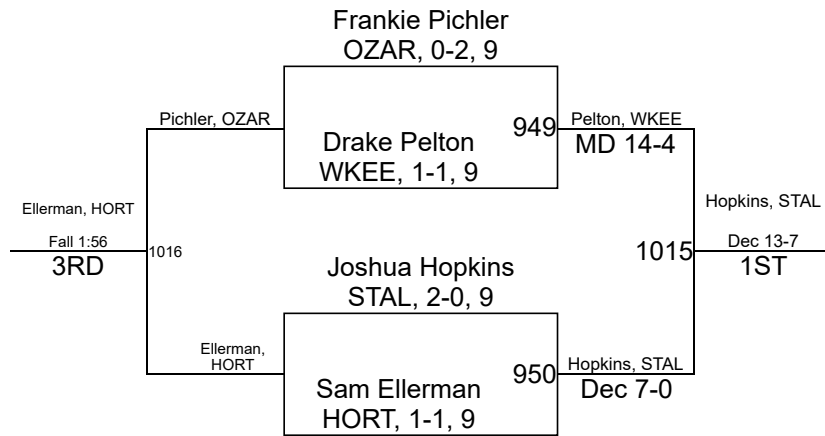 Frankie Pichler
OZAR, 0-2, 9
Pichler, OZAR
949
Pelton, WKEE
Drake Pelton
MD 14-4
WKEE, 1-1, 9
Ellerman, HORT
Hopkins, STAL
Fall 1:56
1016
1015
Dec 13-7
3RD
1ST
Joshua Hopkins
STAL, 2-0, 9
Ellerman,
HORT
950
Hopkins, STAL
Sam Ellerman
Dec 7-0
HORT, 1-1, 9